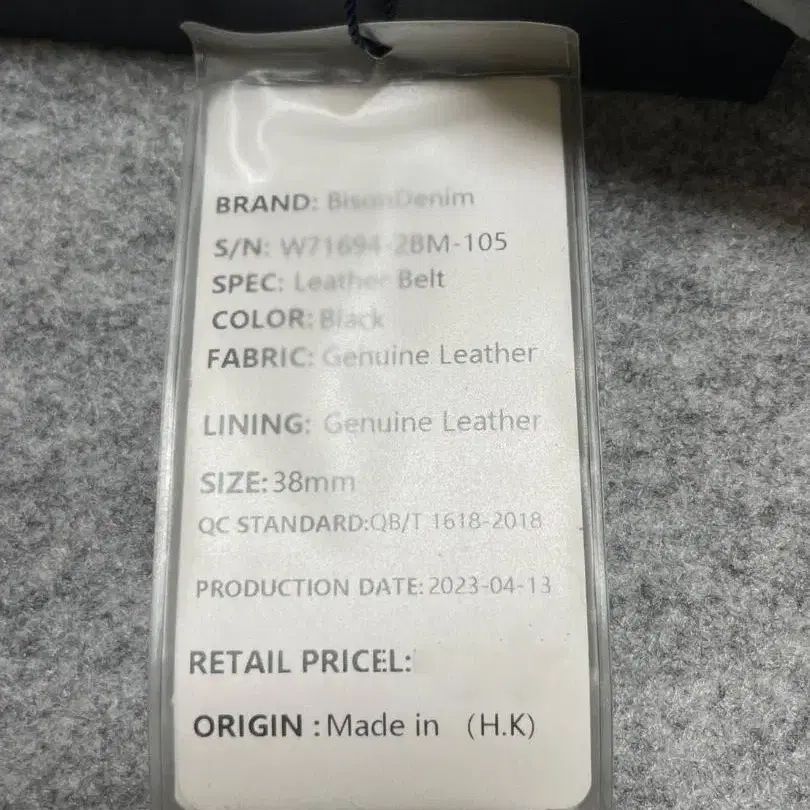 BRAND: BisonDenim
S/N: W71694-2BM-105
SPEC: Leather Belt
COLOR: Black
FABRIC: Genuine Leather
LINING: Genuine Leather
SIZE: 38mm
QC STANDARD:QB/T 1618-2018
PRODUCTION DATE: 2023-04-13
RETAIL PRICEL:
ORIGIN : Made in （H.K）